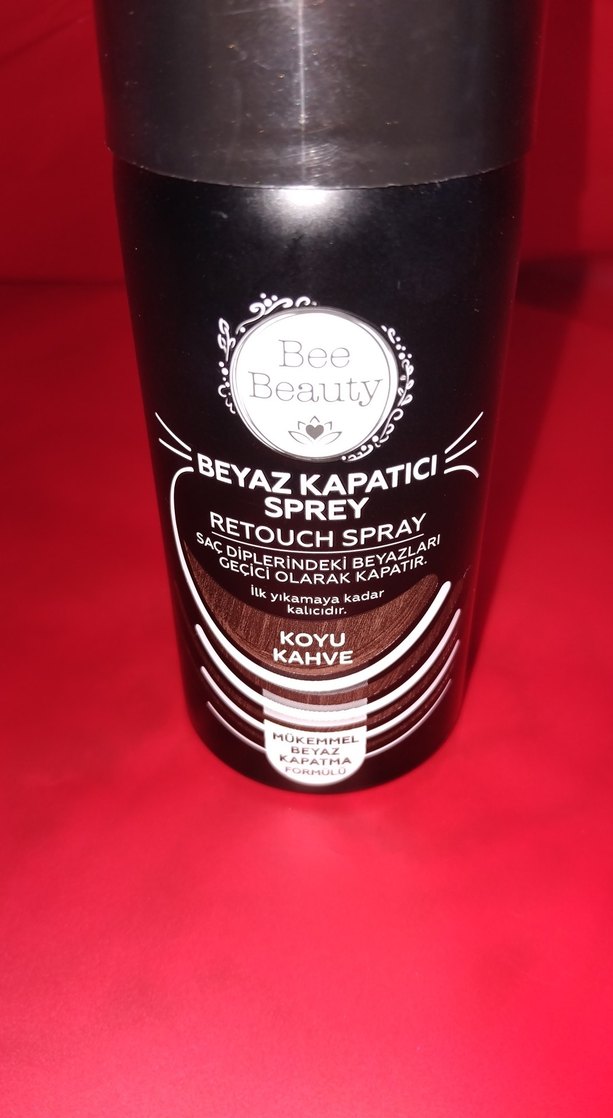 Bee
Beauty
BEYAZ KAPATICI
SPREY
RETOUCH SPRAY
SAÇ DİPLERİNDEKİ BEYAZLARI
GEÇİCİ OLARAK KAPATIR.
İlk yıkamaya kadar
kalıcıdır.
KOYU
KAHVE
MÜKEMMEL
BEYAZ
KAPATMA
FORMÜLÜ